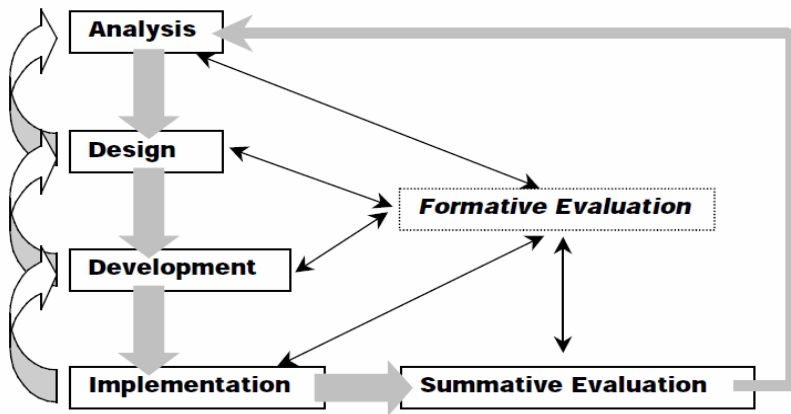 Analysis
Design
Formative Evaluation
Development
Implementation
Summative Evaluation